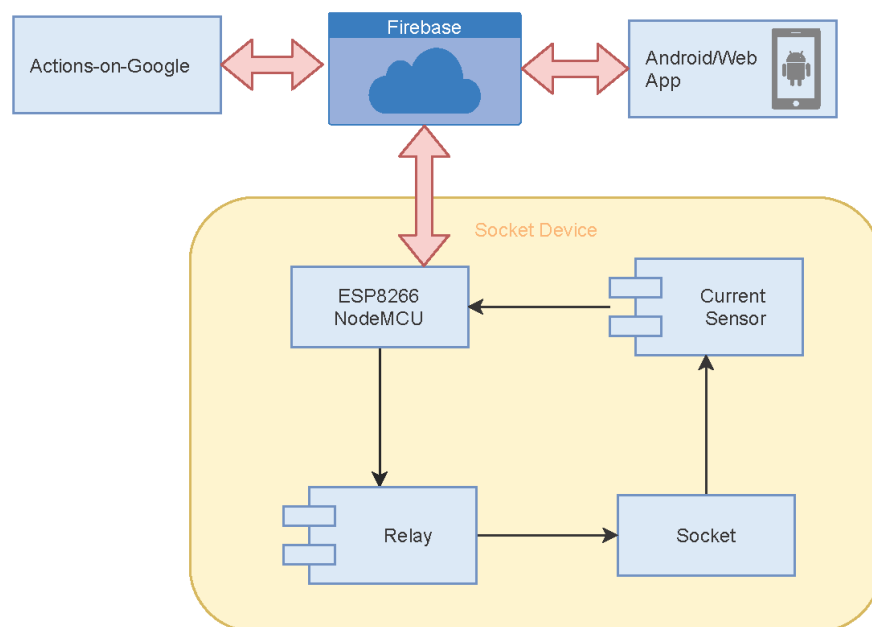 Firebase
Actions-on-Google
Android/Web
App
Socket Device
ESP8266
NodeMCU
Current
Sensor
Relay
Socket